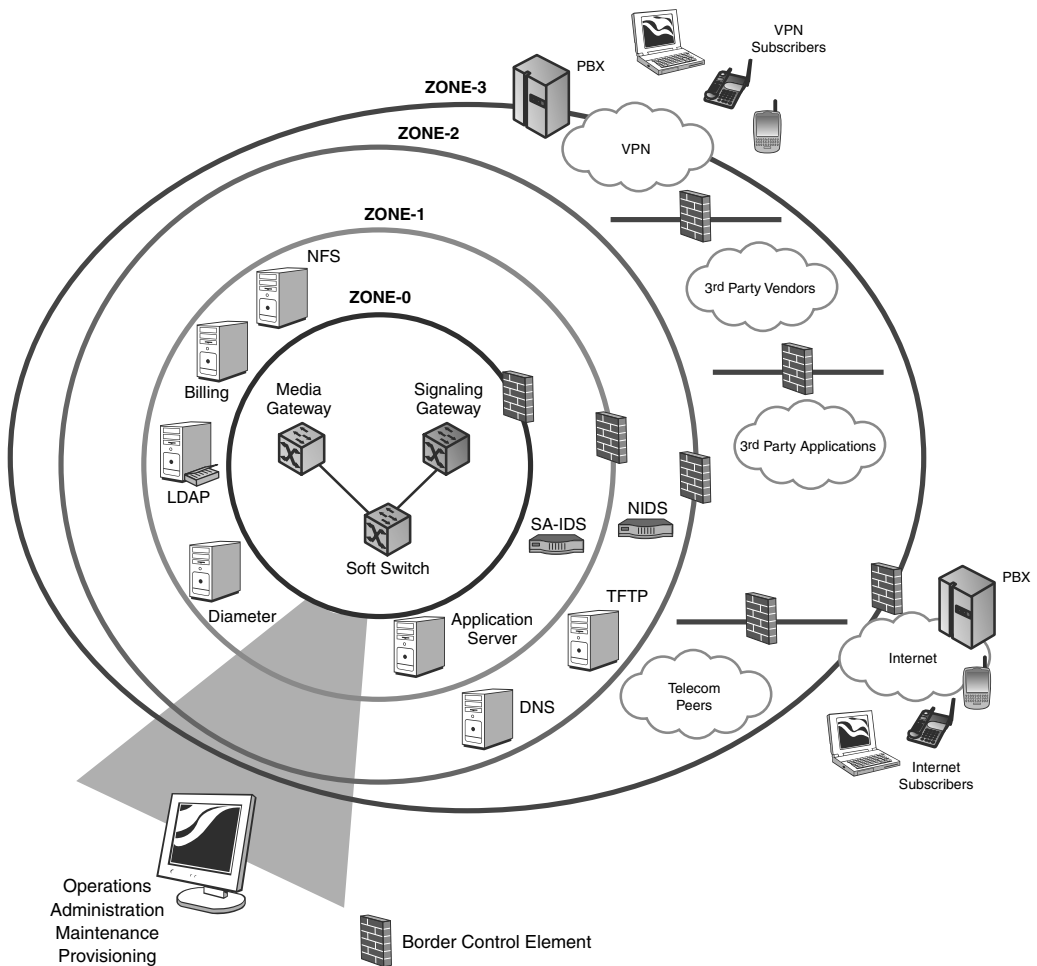 VPN
Subscribers
PBX
ZONE-3
ZONE-2
VPN
ZONE-1
NFS
3rd Party Vendors
ZONE-0
Billing
Media
Gateway
Signaling
Gateway
3rd Party Applications
LDAP
SA-IDS
NIDS
Soft Switch
PBX
Diameter
Application
Server
TFTP
Internet
Telecom
Peers
DNS
Internet
Subscribers
Operations
Administration
Maintenance
Provisioning
Border Control Element